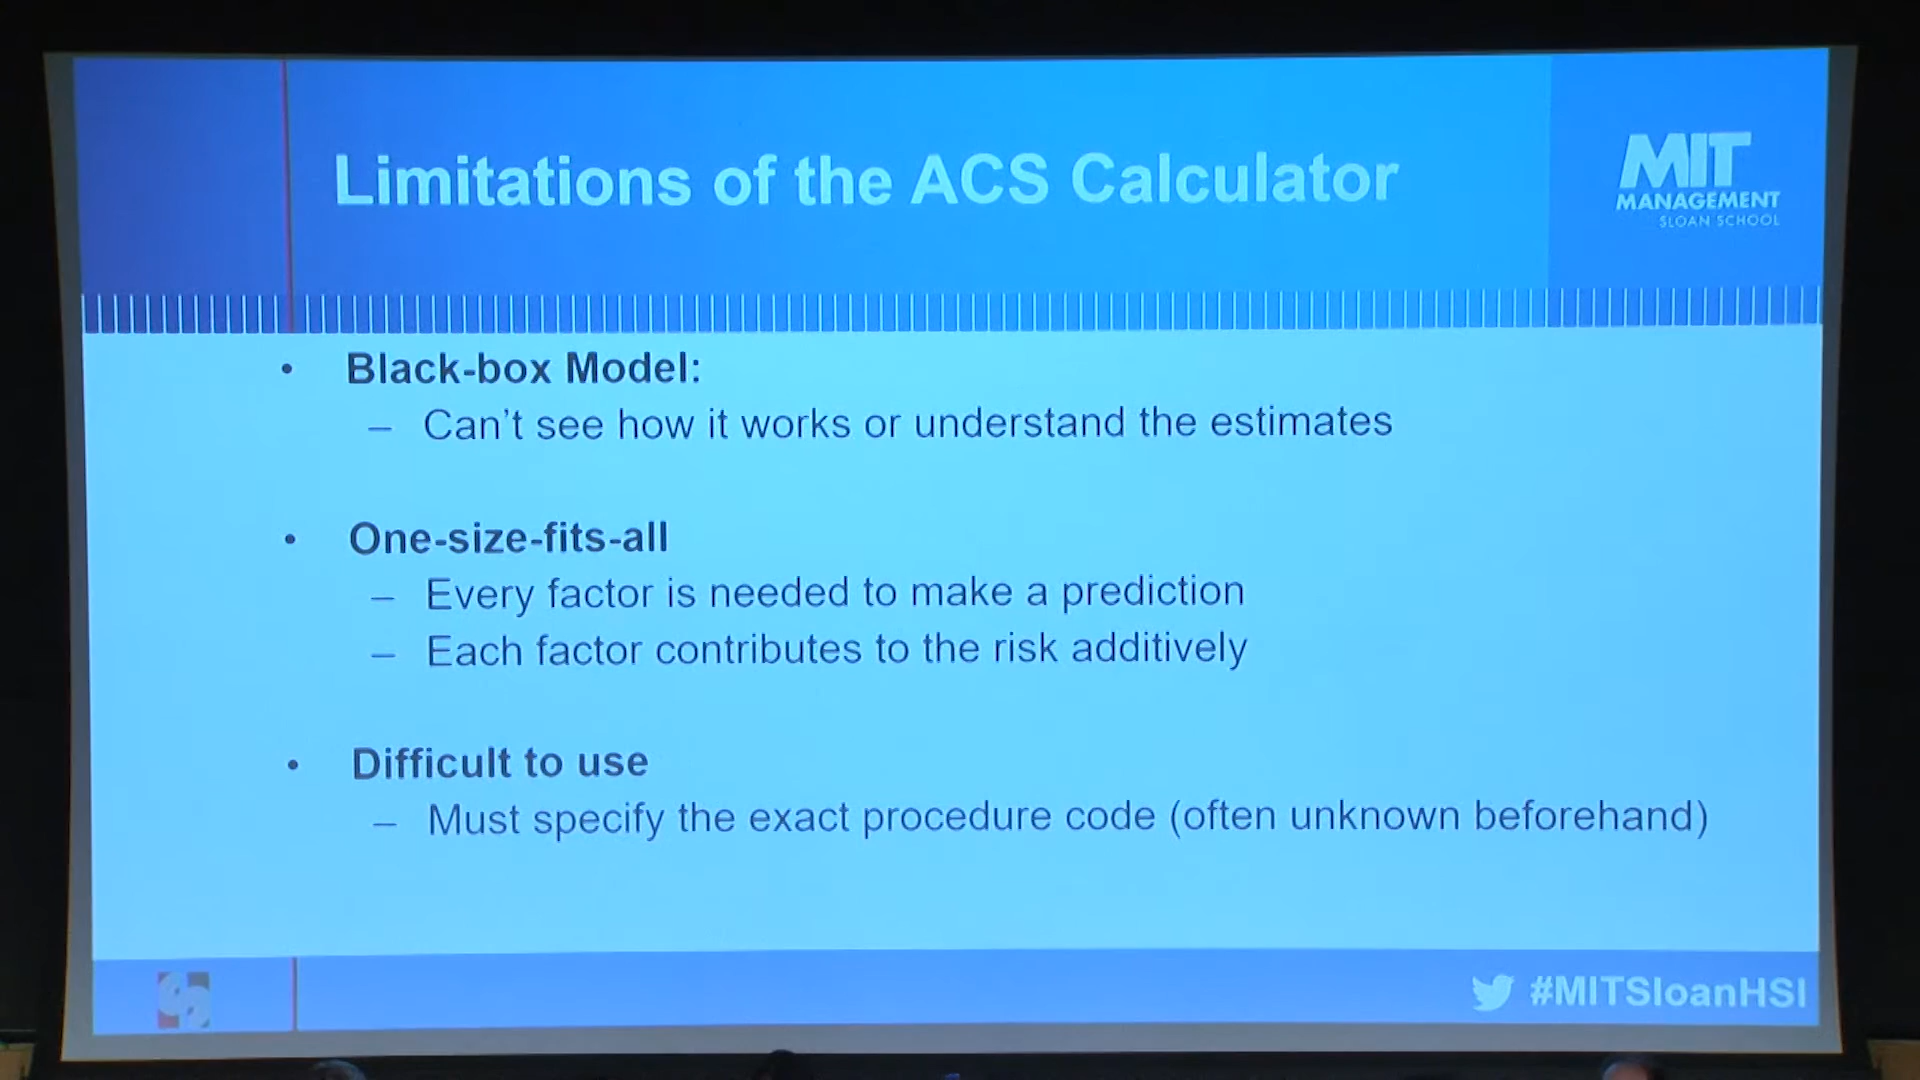 Limitations of the ACS Calculator
MIT
MANAGEMENT
SLOAN SCHOOL
• Black-box Model:
– Can’t see how it works or understand the estimates
• One-size-fits-all
– Every factor is needed to make a prediction
– Each factor contributes to the risk additively
• Difficult to use
– Must specify the exact procedure code (often unknown beforehand)
#MITSloanHSI